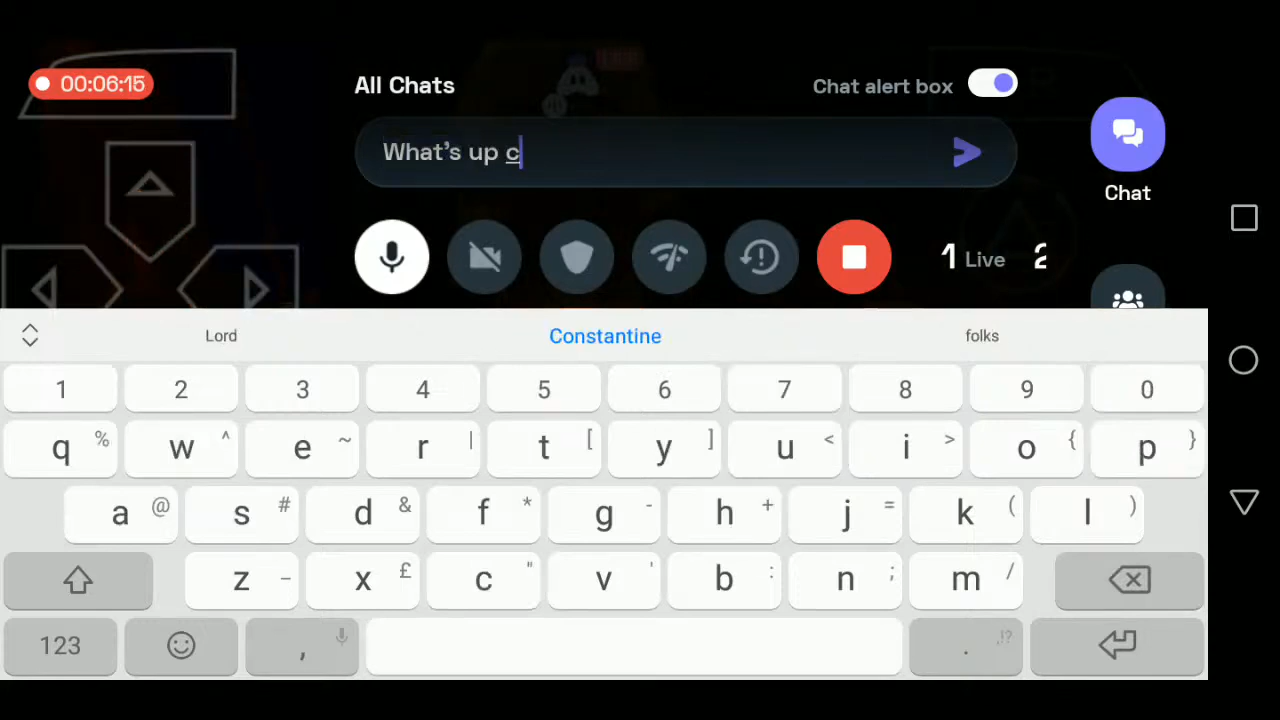 All Chats
Chat alert box
00:06:15
What's up c
Chat
1 Live 2
Lord Constantine folks
1 2 3 4 5 6 7 8 9 0
q % w ^ e ~ r | t [ y ] u < i > o { p }
a @ s # d & f * g - h + j = k ( l )
z _ x £ c " v ' b : n ; m /
123 , . ,!?